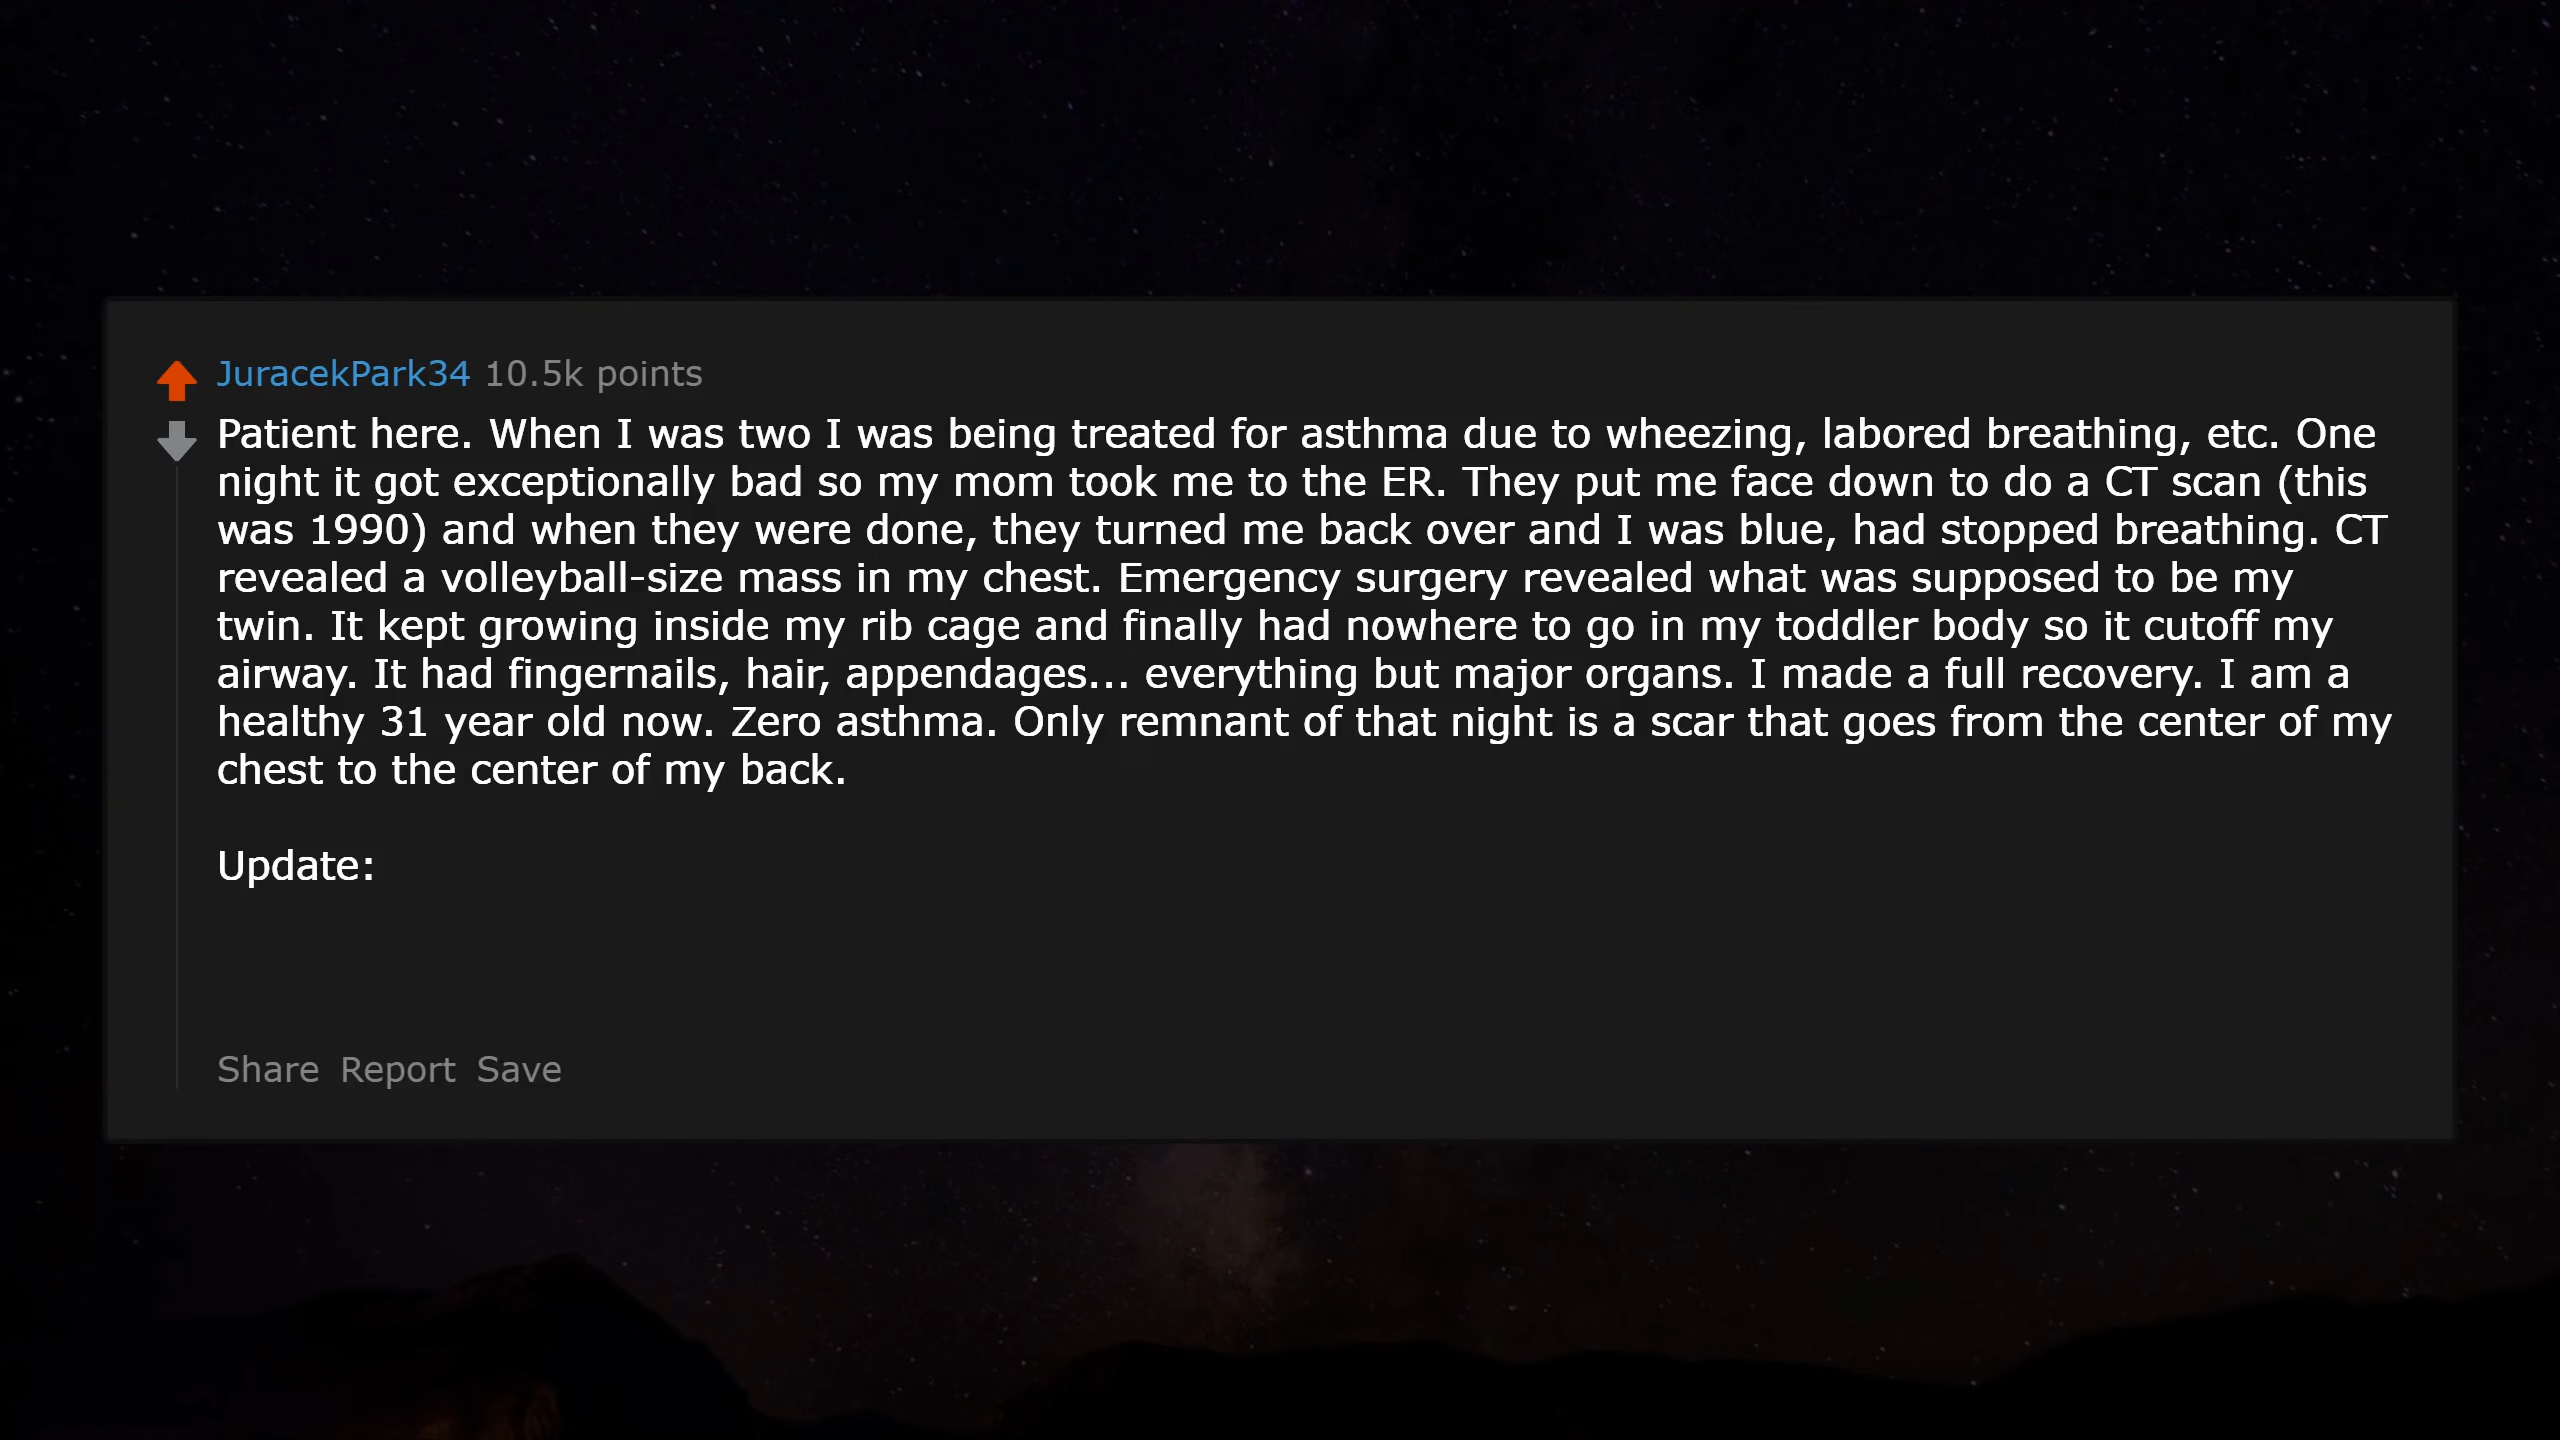 JuracekPark34 10.5k points
Patient here. When I was two I was being treated for asthma due to wheezing, labored breathing, etc. One
night it got exceptionally bad so my mom took me to the ER. They put me face down to do a CT scan (this
was 1990) and when they were done, they turned me back over and I was blue, had stopped breathing. CT
revealed a volleyball-size mass in my chest. Emergency surgery revealed what was supposed to be my
twin. It kept growing inside my rib cage and finally had nowhere to go in my toddler body so it cutoff my
airway. It had fingernails, hair, appendages... everything but major organs. I made a full recovery. I am a
healthy 31 year old now. Zero asthma. Only remnant of that night is a scar that goes from the center of my
chest to the center of my back.
Update:
Share Report Save